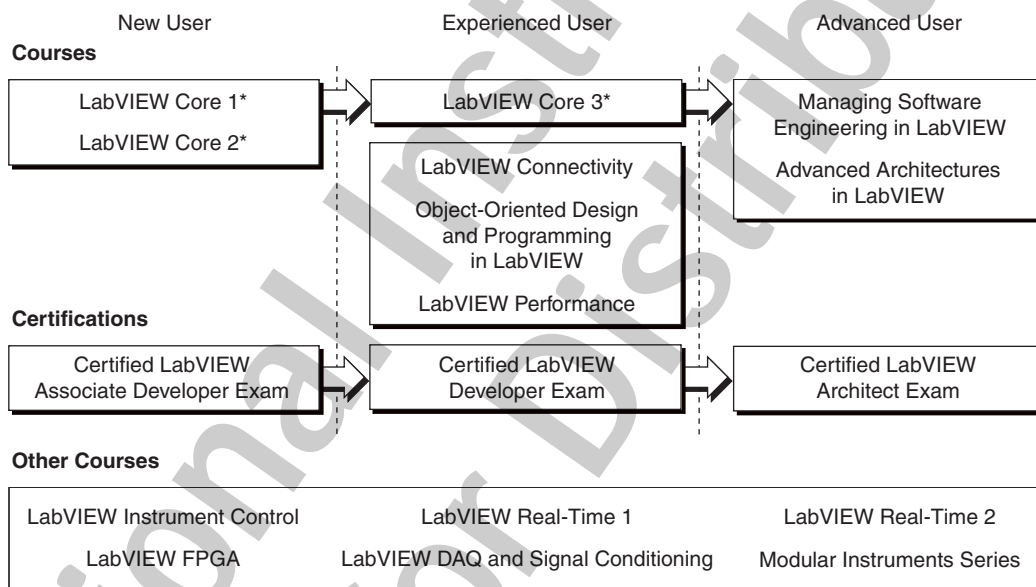 New User
Experienced User
Advanced User
Courses
LabVIEW Core 1*
LabVIEW Core 2*
LabVIEW Core 3*
LabVIEW Connectivity
Object-Oriented Design
and Programming
in LabVIEW
LabVIEW Performance
Managing Software
Engineering in LabVIEW
Advanced Architectures
in LabVIEW
Certifications
Certified LabVIEW
Associate Developer Exam
Certified LabVIEW
Developer Exam
Certified LabVIEW
Architect Exam
Other Courses
LabVIEW Instrument Control
LabVIEW Real-Time 1
LabVIEW Real-Time 2
LabVIEW FPGA
LabVIEW DAQ and Signal Conditioning
Modular Instruments Series